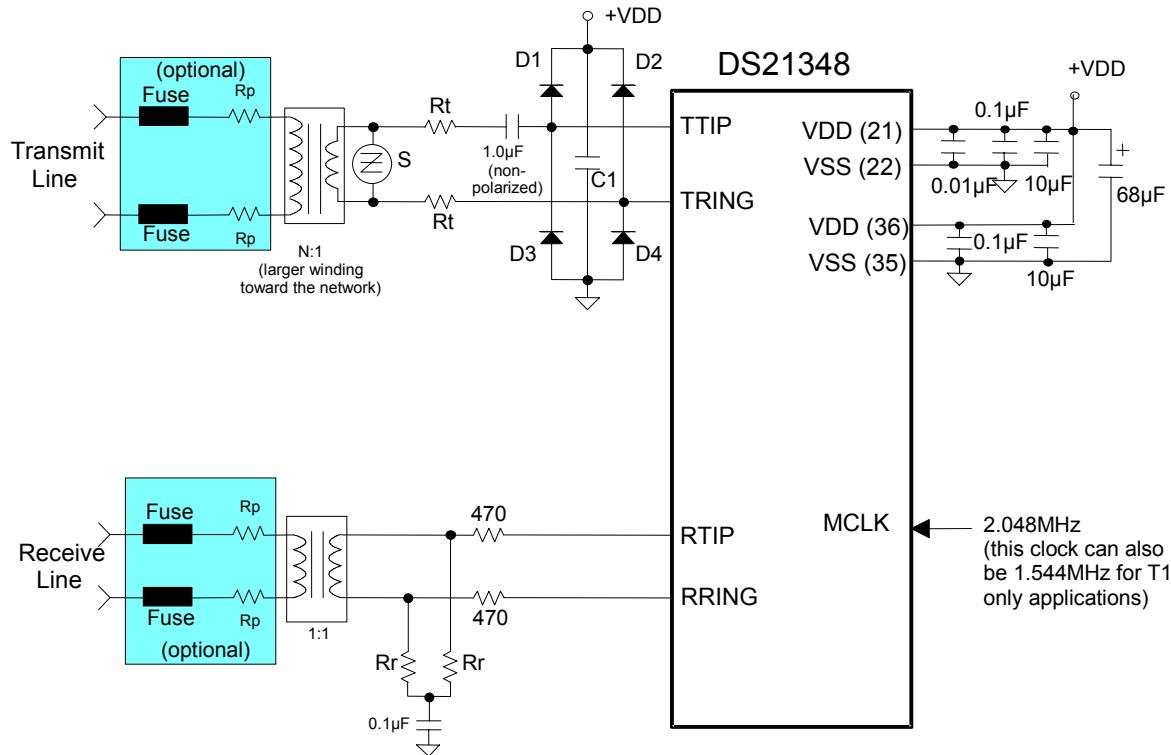 +VDD
(optional)
Fuse
Rp
Transmit
Line
Fuse
Rp
N:1
(larger winding
toward the network)
S
Rt
Rt
1.0µF
(non-
polarized)
D1
D2
C1
D3
D4
DS21348
TTIP
TRING
VDD (21)
VSS (22)
VDD (36)
VSS (35)
+VDD
0.1µF
0.01µF
10µF
+
68µF
0.1µF
10µF
Receive
Line
Fuse
Rp
Fuse
Rp
(optional)
1:1
470
470
Rr
Rr
0.1µF
RTIP
RRING
MCLK
2.048MHz
(this clock can also
be 1.544MHz for T1
only applications)